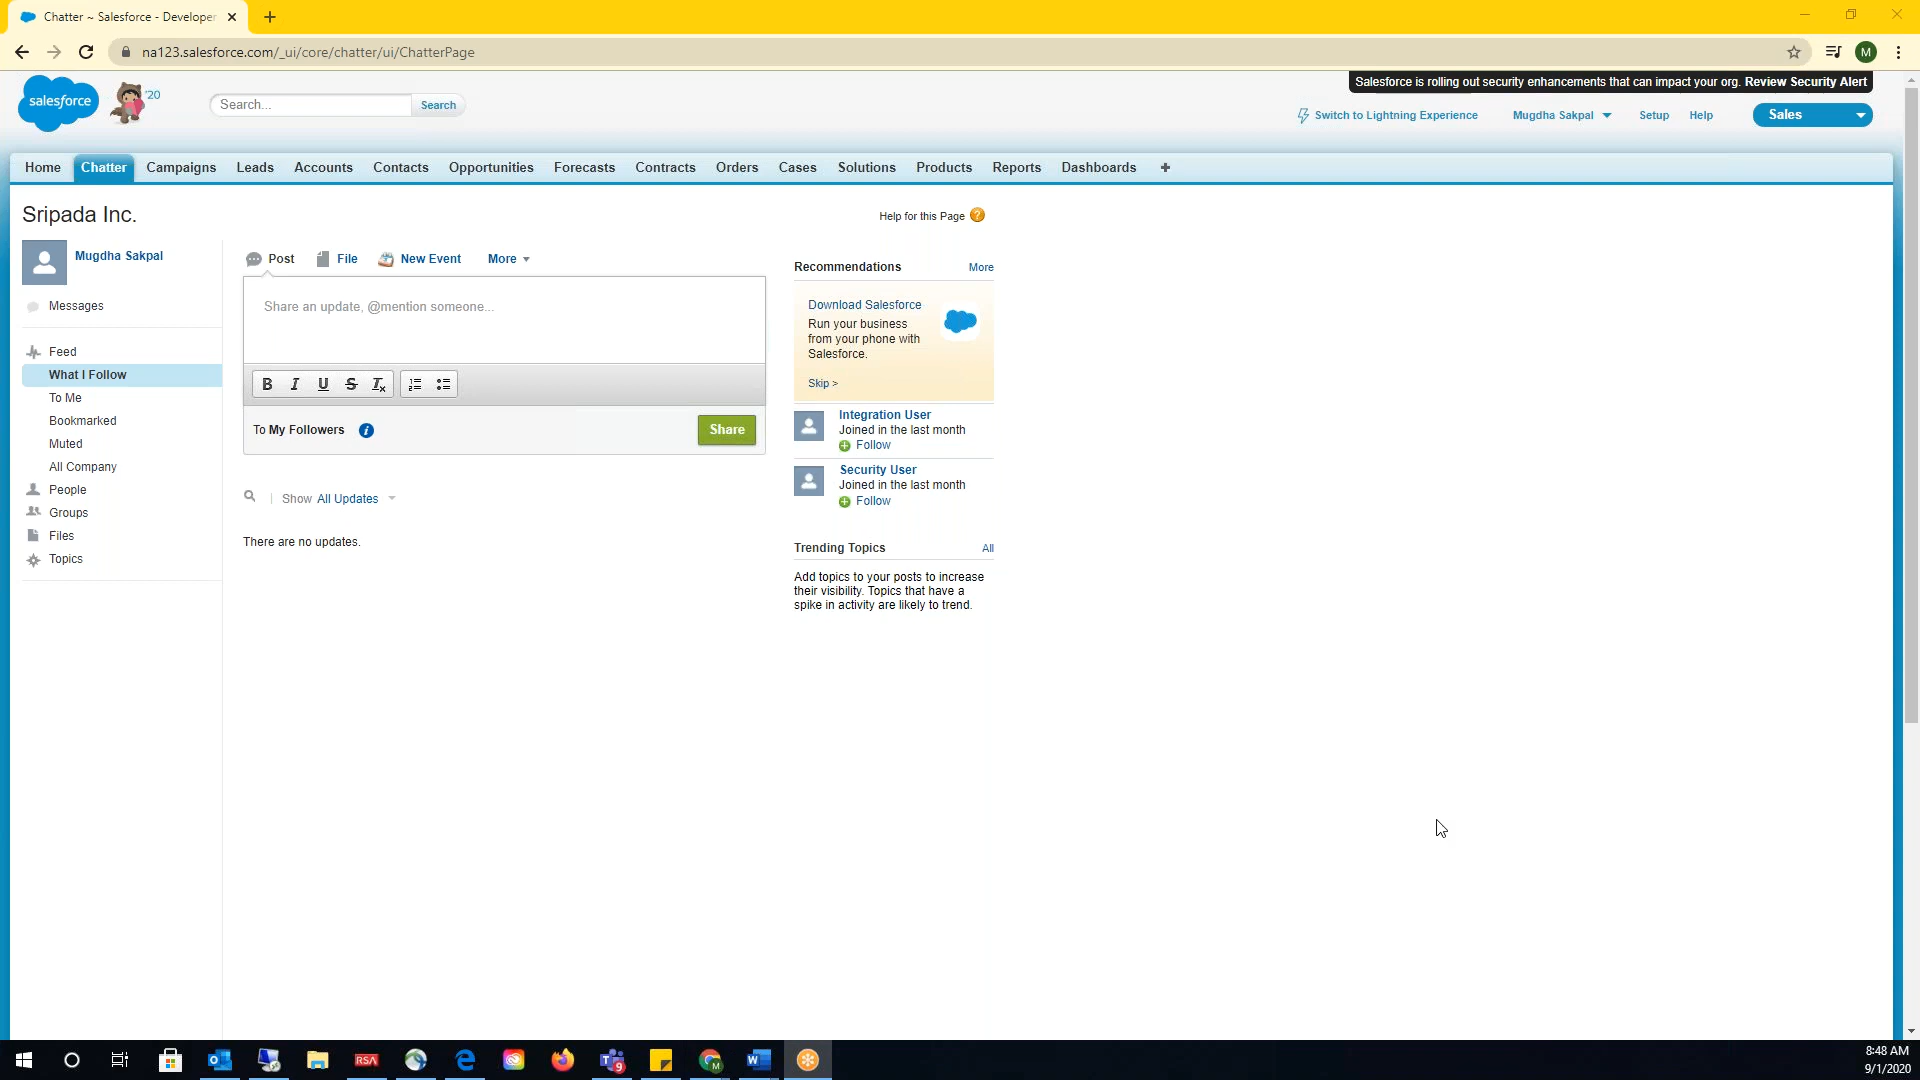 Chatter ~ Salesforce - Developer
na123.salesforce.com/_ui/core/chatter/ui/ChatterPage
M
Salesforce is rolling out security enhancements that can impact your org. Review Security Alert
salesforce
'20
Search...
Search
Switch to Lightning Experience
Mugdha Sakpal
Setup
Help
Sales
Home Chatter Campaigns Leads Accounts Contacts Opportunities Forecasts Contracts Orders Cases Solutions Products Reports Dashboards +
Sripada Inc.
Help for this Page ?
Mugdha Sakpal
Messages
Feed
What I Follow
To Me
Bookmarked
Muted
All Company
People
Groups
Files
Topics
Post File New Event More
Share an update, @mention someone...
B I U S Tx
To My Followers i
Share
Show All Updates
There are no updates.
Recommendations More
Download Salesforce
Run your business
from your phone with
Salesforce.
Skip >
Integration User
Joined in the last month
Follow
Security User
Joined in the last month
Follow
Trending Topics All
Add topics to your posts to increase
their visibility. Topics that have a
spike in activity are likely to trend.
RSA
9
M
8:48 AM
9/1/2020